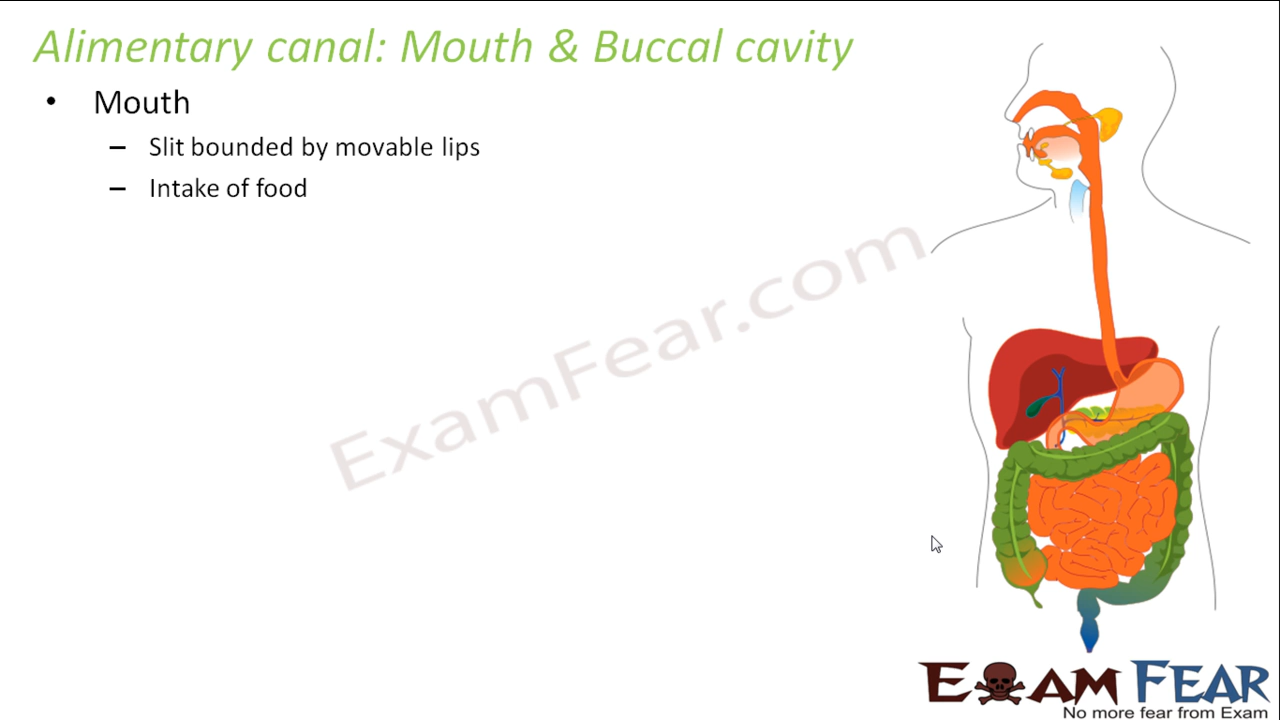 Alimentary canal: Mouth & Buccal cavity
• Mouth
– Slit bounded by movable lips
– Intake of food
ExamFear.com
EXAM FEAR
No more fear from Exam